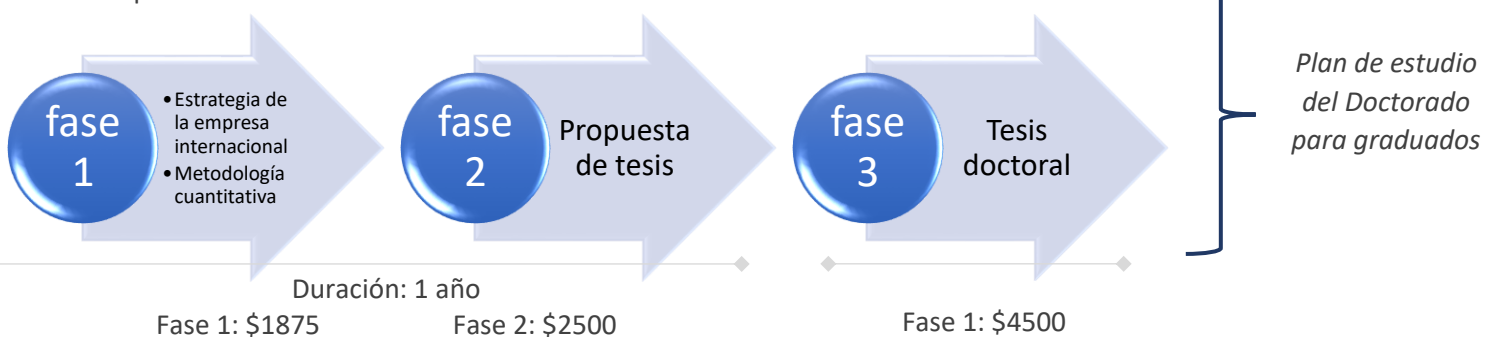 fase
1
•Estrategia de
la empresa
internacional
•Metodología
cuantitativa
fase
2
Propuesta
de tesis
fase
3
Tesis
doctoral
Plan de estudio
del Doctorado
para graduados
Duración: 1 año
Fase 1: $1875
Fase 2: $2500
Fase 1: $4500